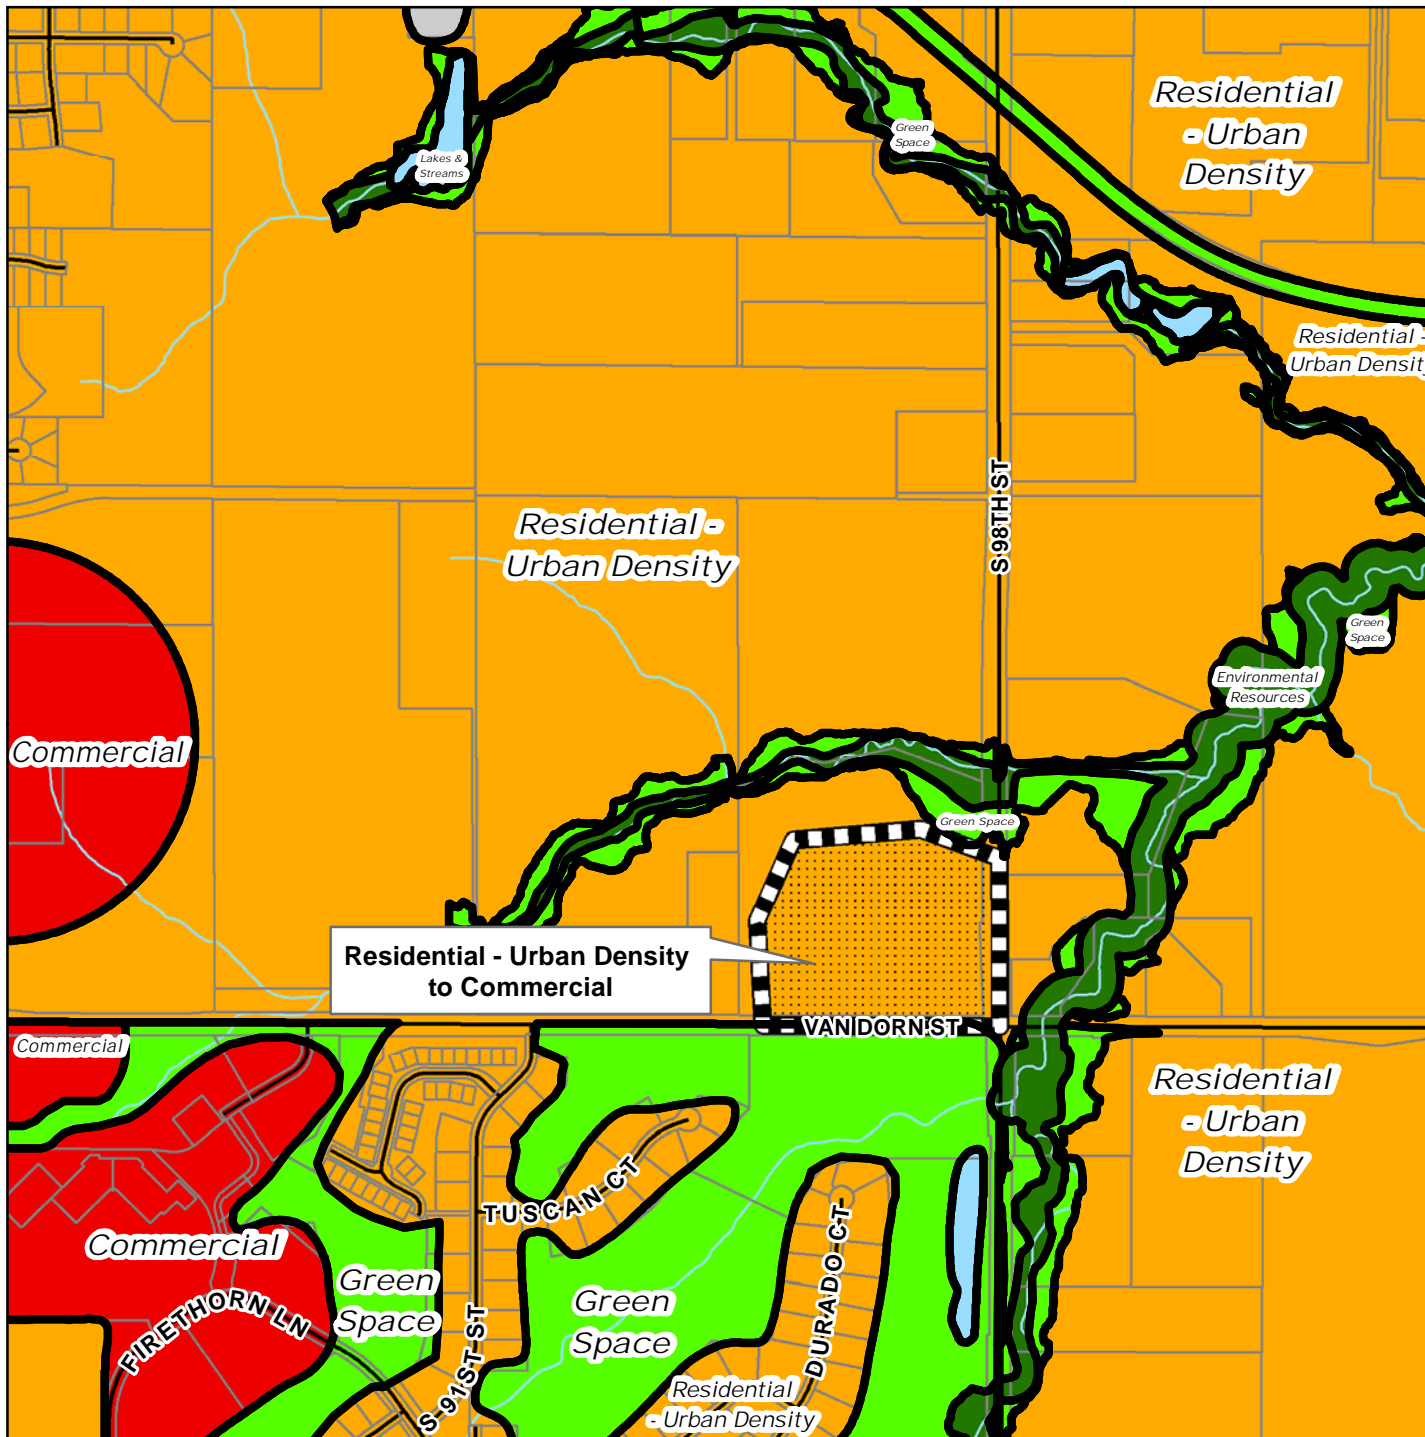 Residential
- Urban
Density
Green
Space
Lakes &
Streams
Residential -
Urban Densit
S 98TH ST
Residential -
Urban Density
Green
Space
Environmental
Resources
Commercial
Green Space
Residential - Urban Density
to Commercial
VAN DORN ST
Commercial
Residential
- Urban
Density
TUSCAN CT
DURADO CT
Commercial
Green
Space
Green
Space
FIRETHORN LN
S 91ST ST
Residential
- Urban Density